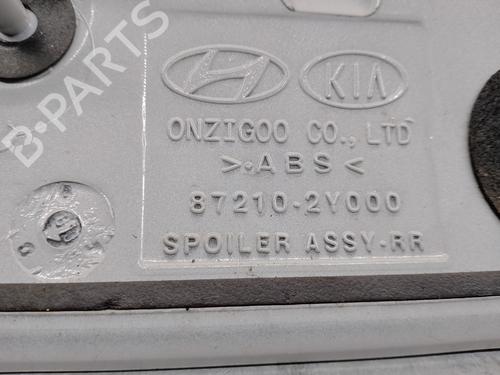 B-PARTS
KIA
ONZIGOO CO., LTD
>·ABS<
87210-2Y000
SPOILER ASSY-RR